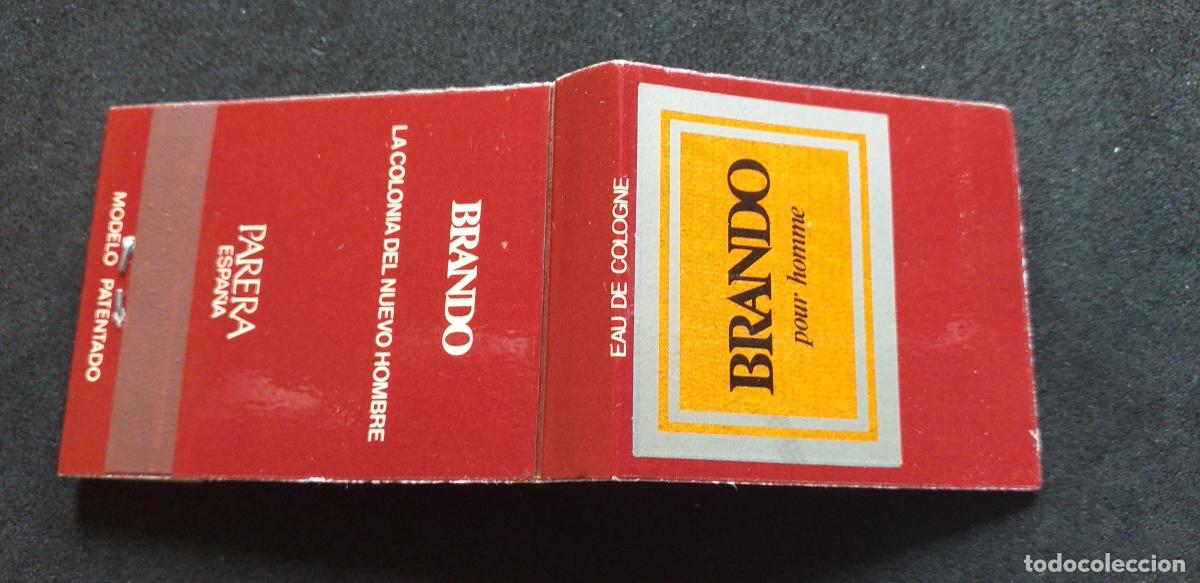 BRANDO
pour homme
EAU DE COLOGNE
BRANDO
LA COLONIA DEL NUEVO HOMBRE
PARERA
ESPAÑA
MODELO PATENTADO
todocoleccion